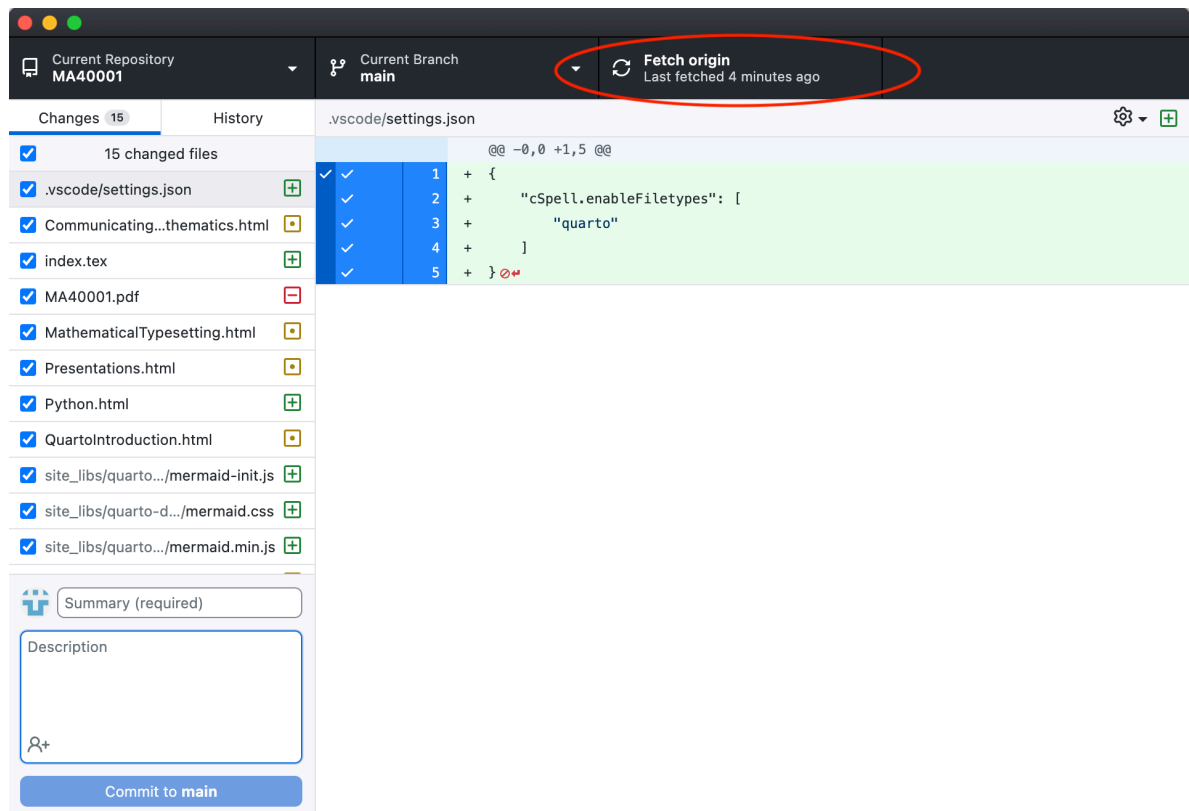 Current Repository
MA40001
Current Branch
main
Fetch origin
Last fetched 4 minutes ago
Changes 15
History
.vscode/settings.json
15 changed files
@@ -0,0 +1,5 @@
.vscode/settings.json
Communicating...thematics.html
index.tex
MA40001.pdf
MathematicalTypesetting.html
Presentations.html
Python.html
QuartoIntroduction.html
site_libs/quarto.../mermaid-init.js
site_libs/quarto-d.../mermaid.css
site_libs/quarto.../mermaid.min.js
1 + {
2 + "cSpell.enableFiletypes": [
3 + "quarto"
4 + ]
5 + }
Summary (required)
Description
Commit to main